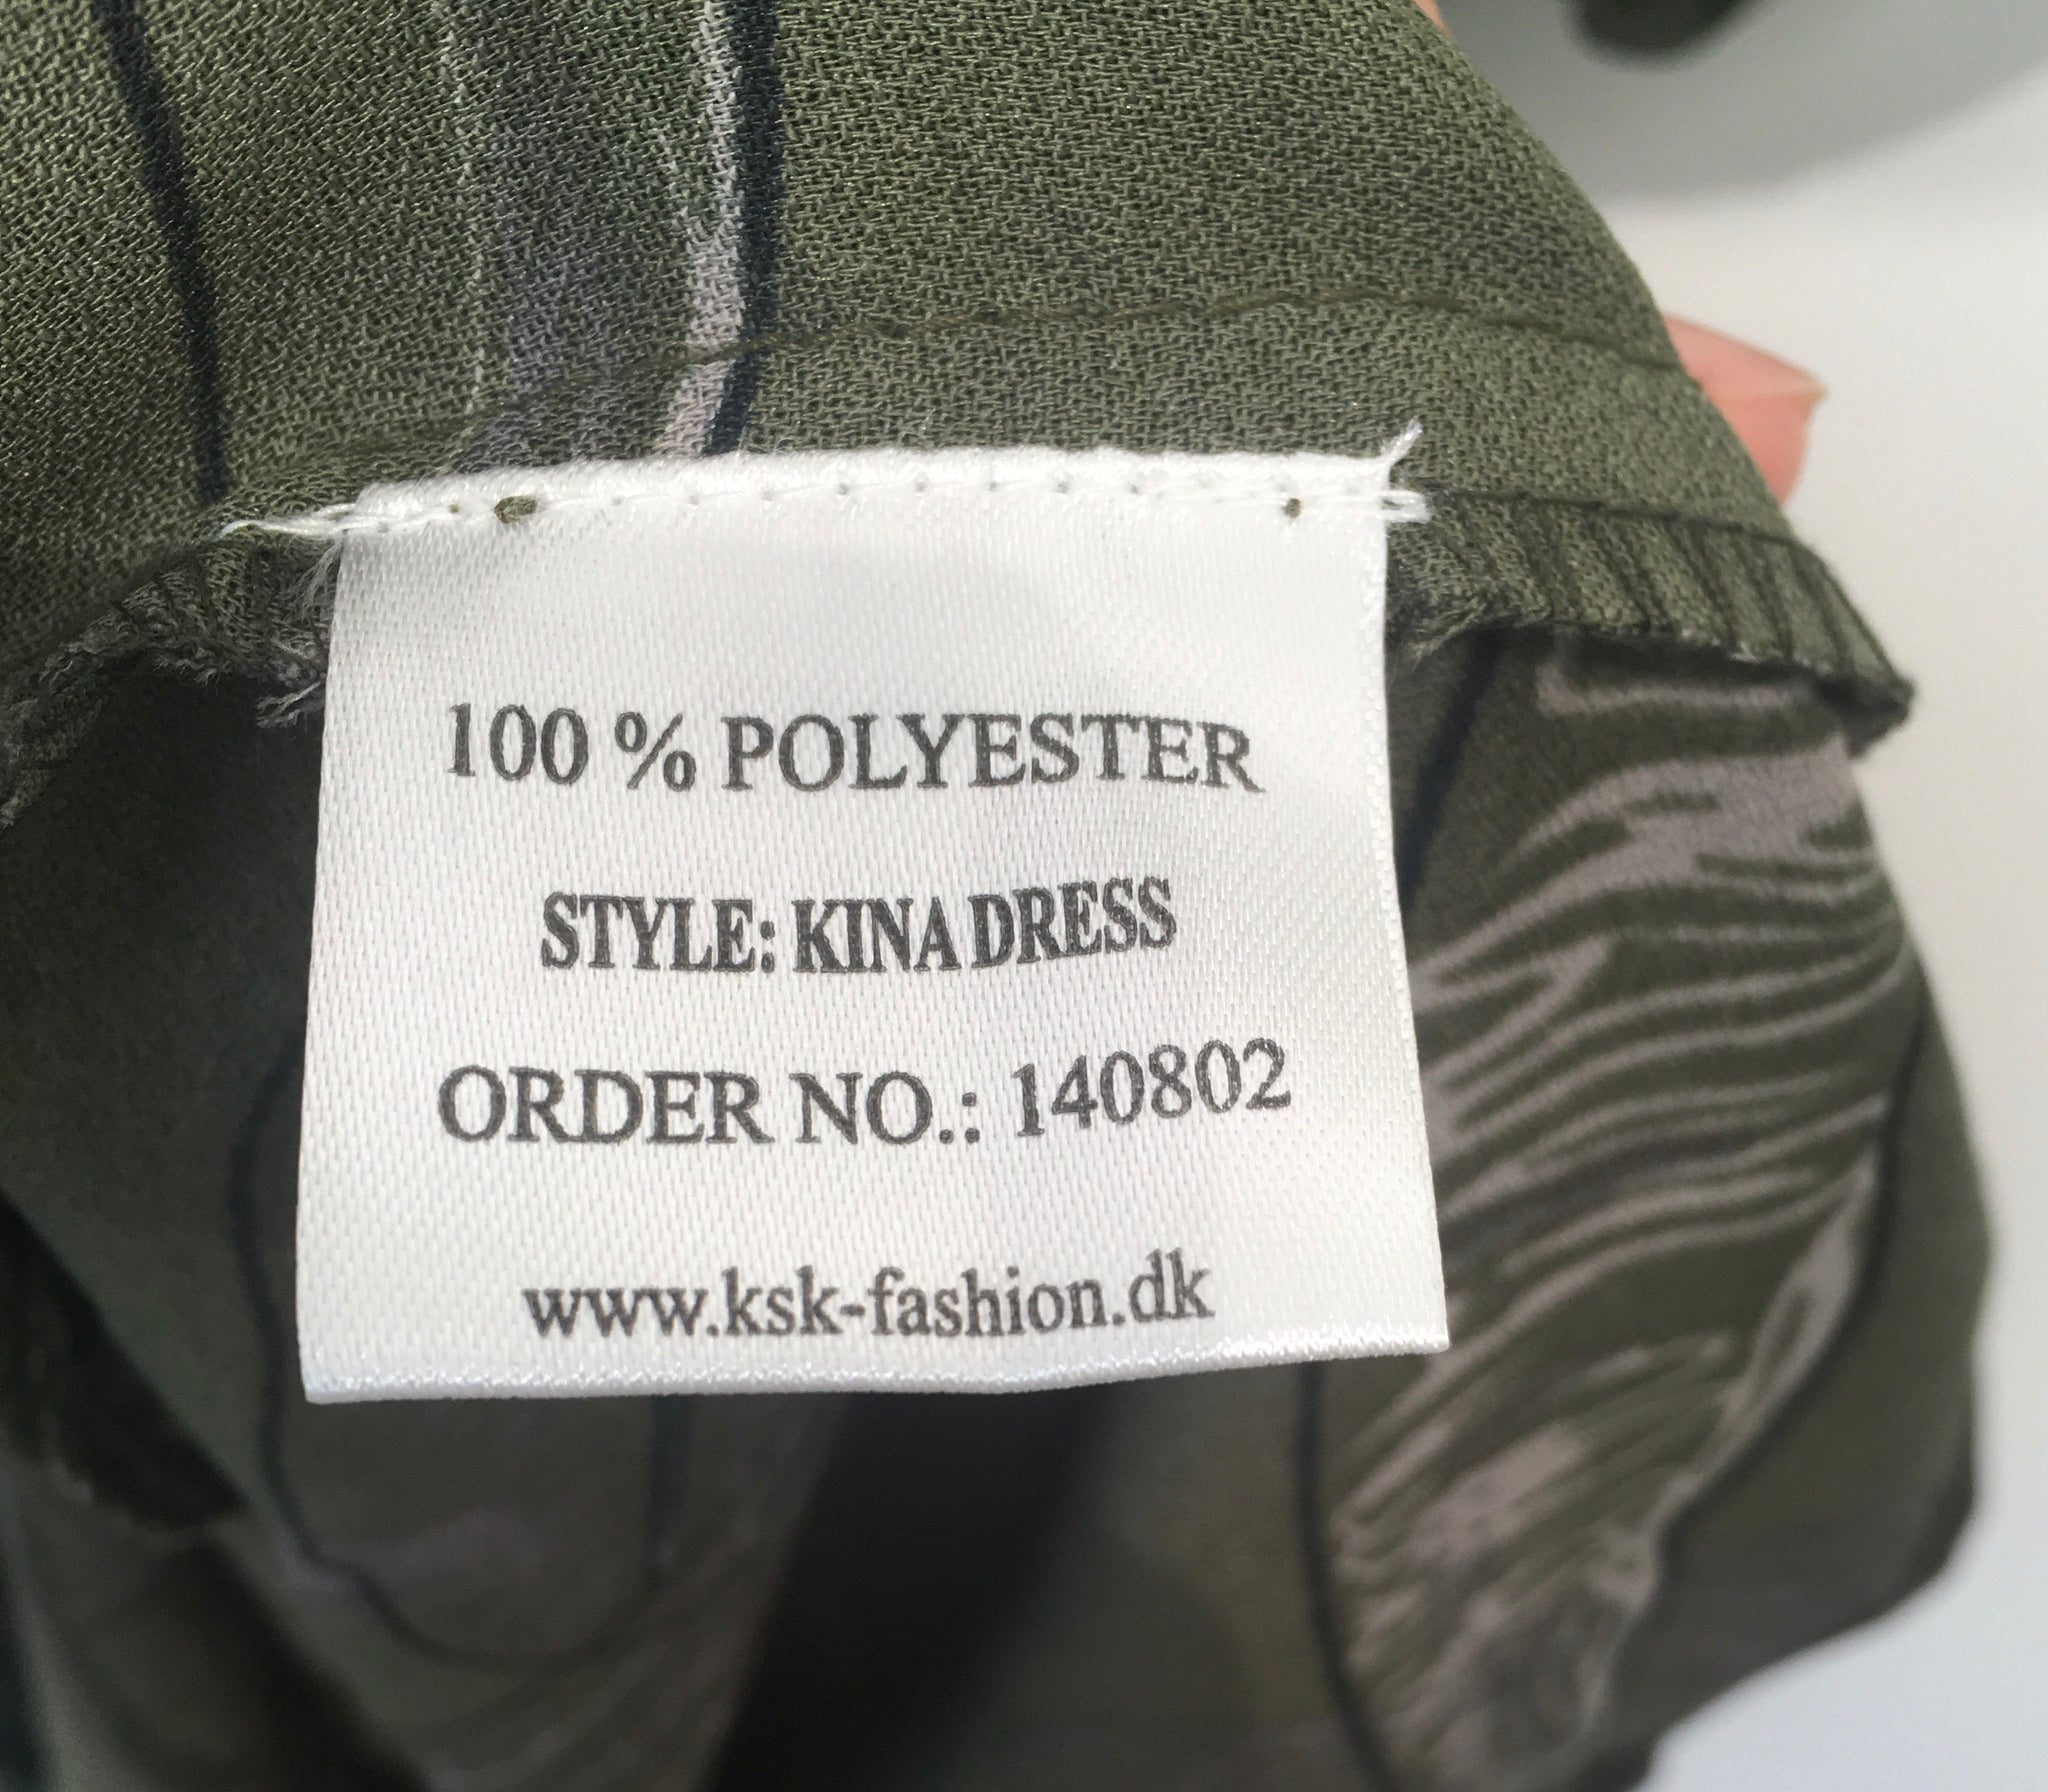 100 % POLYESTER
STYLE: KINA DRESS
ORDER NO.: 140802
www.ksk-fashion.dk